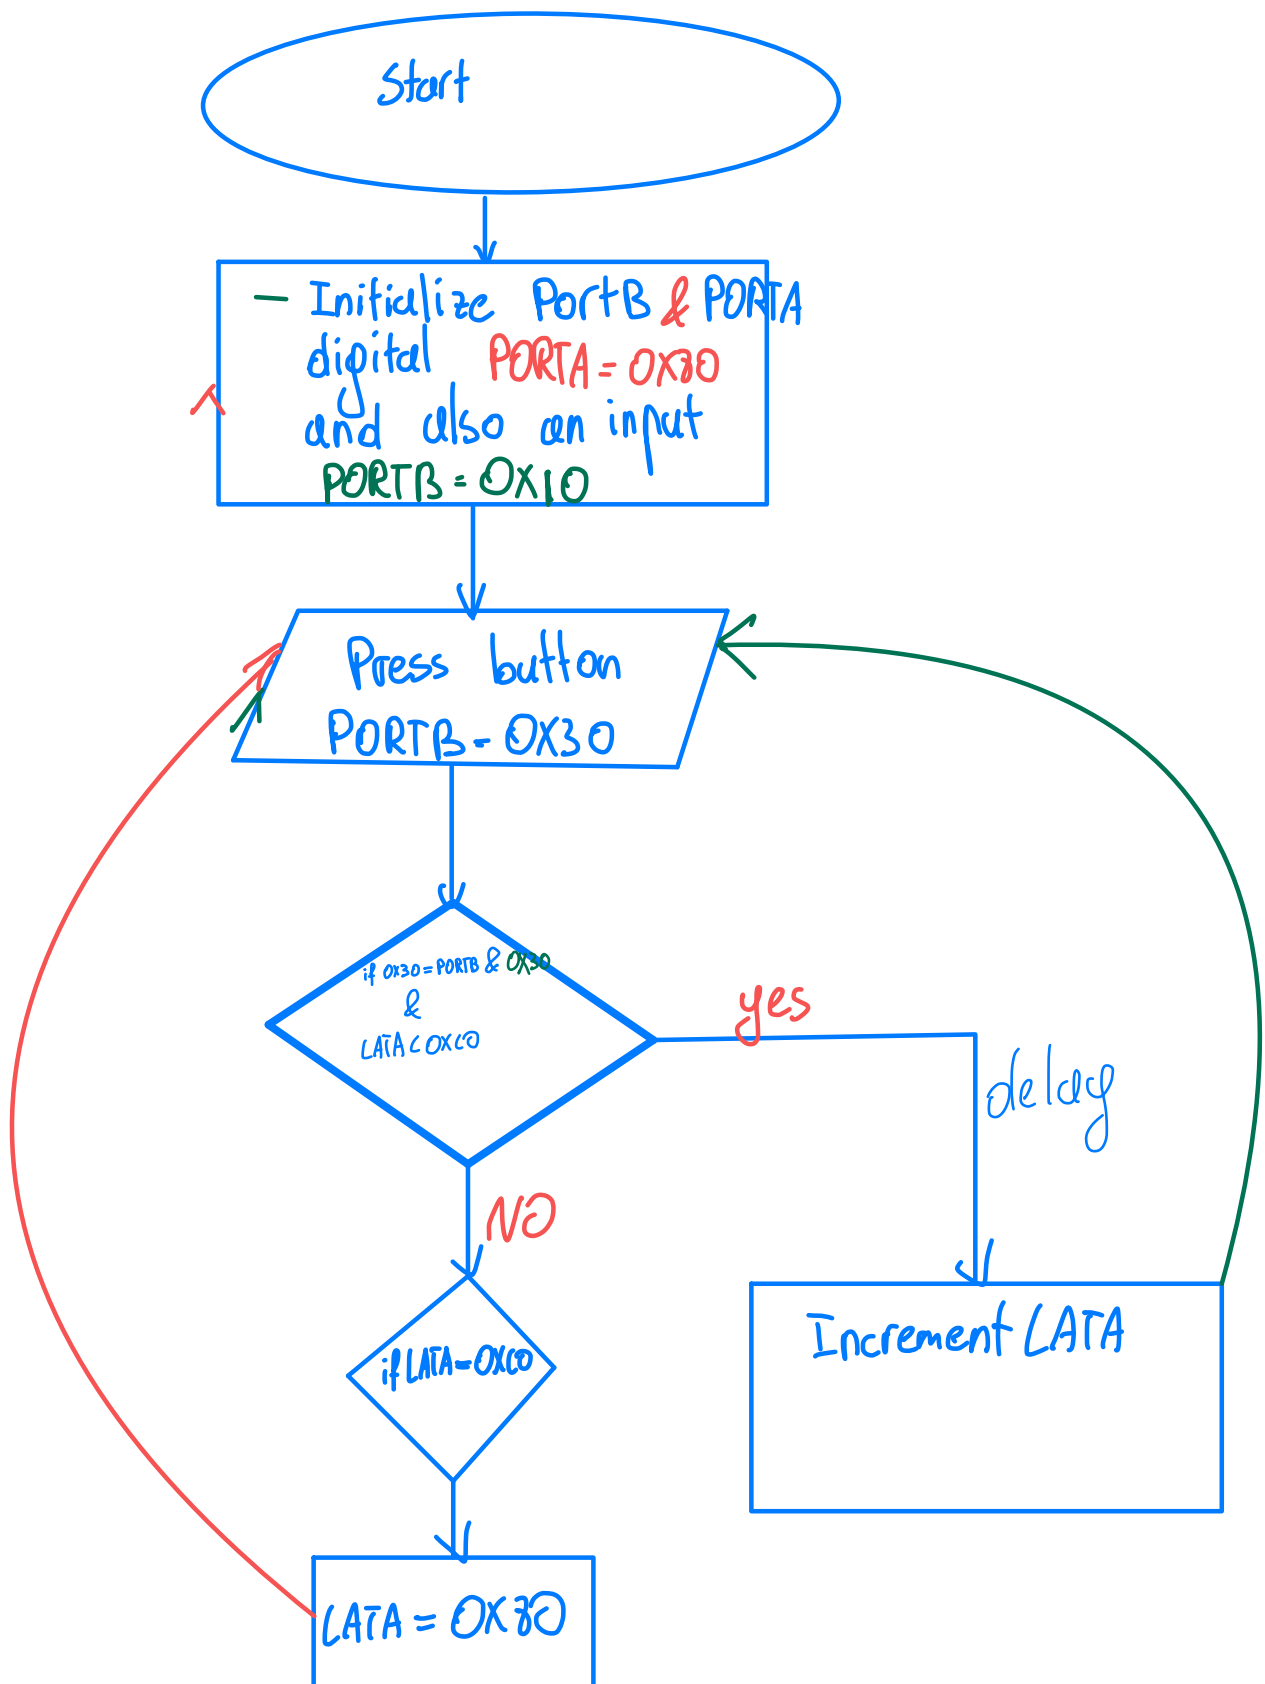 Start
- Initialize PortB & PORTA
digital PORTA = 0X80
and also an input
PORTB = 0X10
Press button
PORTB = 0X30
if 0X30 = PORTB & 0X30
&
LATA < 0XC0
yes
delay
NO
if LATA = 0XC0
Increment LATA
LATA = 0X80